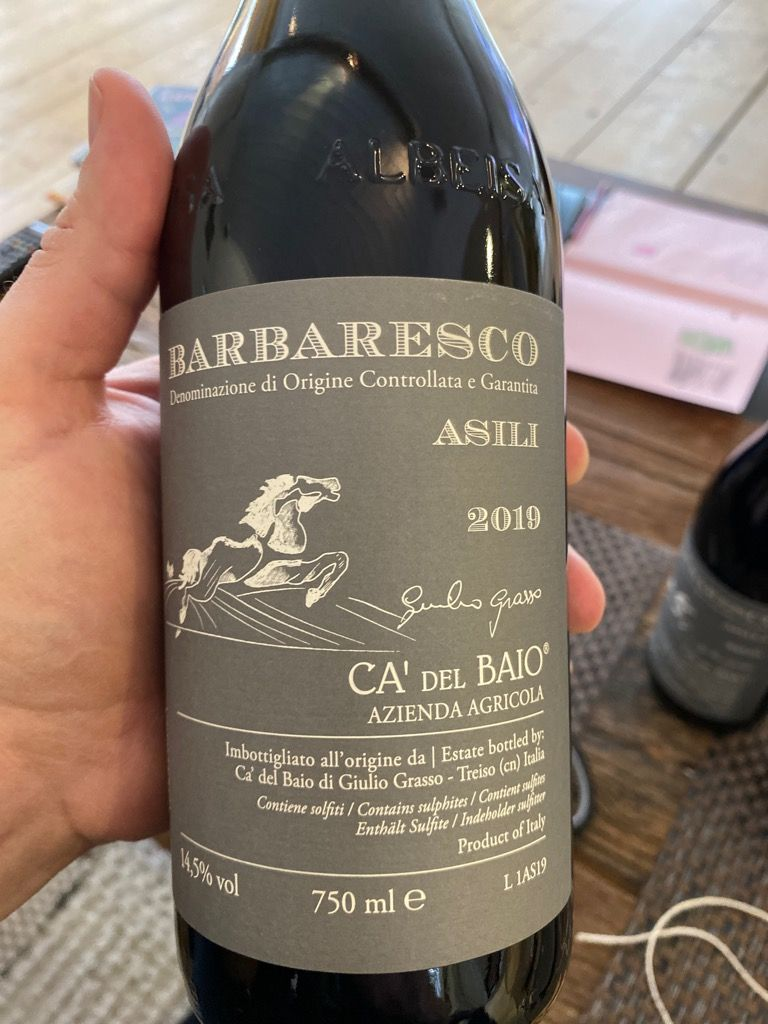 ALBEISA
BARBARESCO
Denominazione di Origine Controllata e Garantita
ASILI
2019
Giulio Grasso
CA' DEL BAIO®
AZIENDA AGRICOLA
Imbottigliato all'origine da | Estate bottled by:
Ca' del Baio di Giulio Grasso - Treiso (cn) Italia
Contiene solfiti / Contains sulphites / Contient sulfites
Enthält Sulfite / Indeholder sulfitter
Product of Italy
14,5% vol
750 ml ℮
L 1AS19